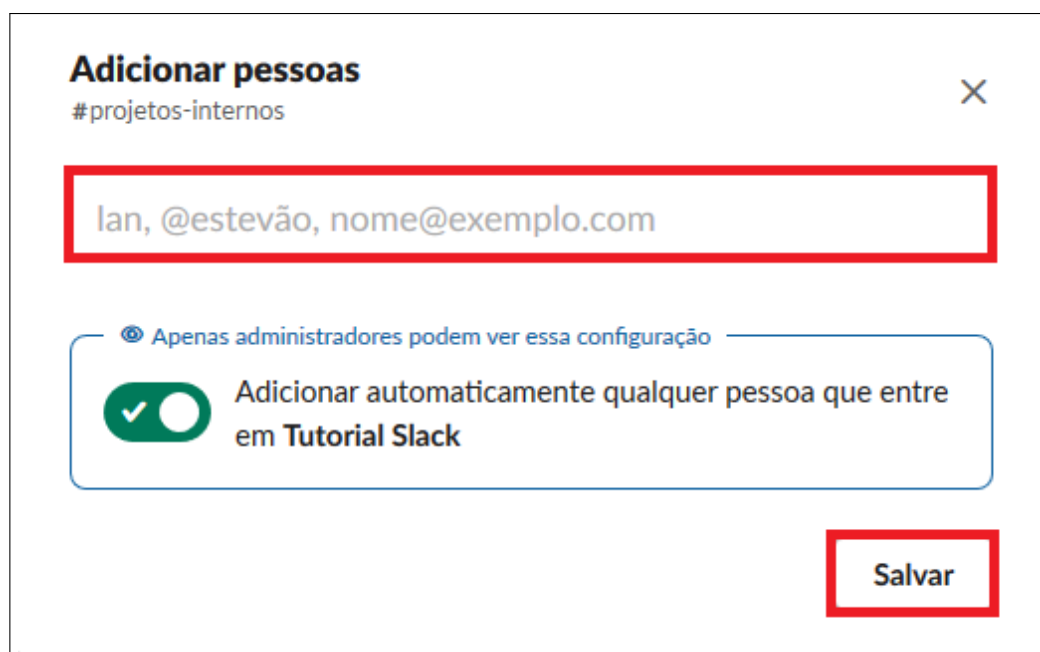 Adicionar pessoas
#projetos-internos
Ian, @estevão, nome@exemplo.com
Apenas administradores podem ver essa configuração
Adicionar automaticamente qualquer pessoa que entre
em Tutorial Slack
Salvar